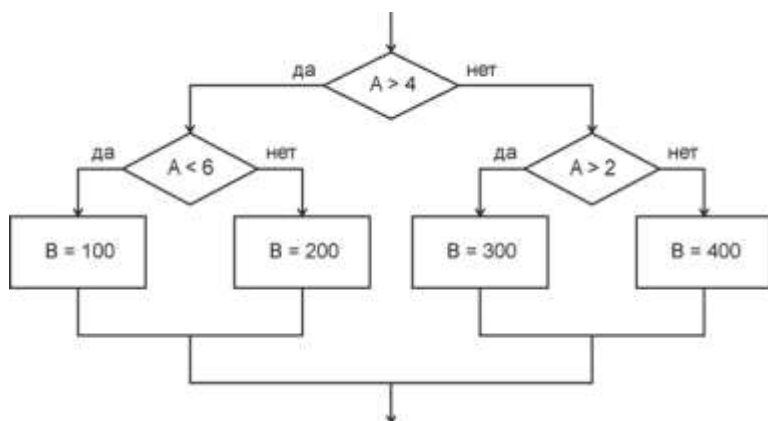 да A > 4 нет
да A < 6 нет да A > 2 нет
B = 100 B = 200 B = 300 B = 400